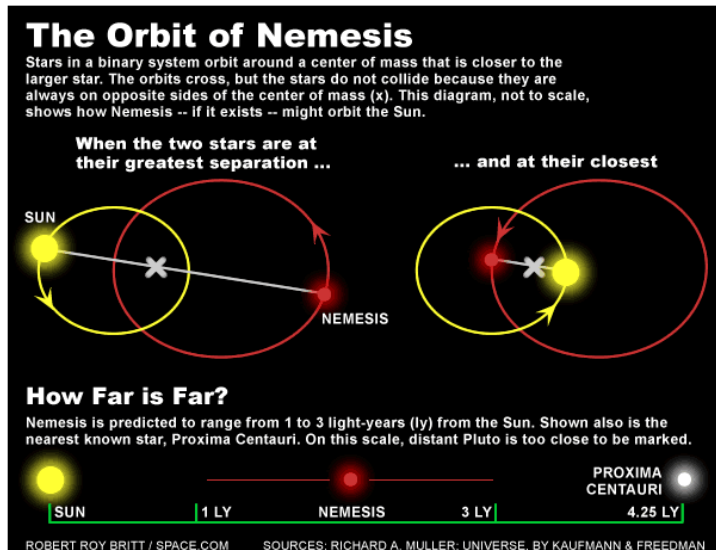 The Orbit of Nemesis
Stars in a binary system orbit around a center of mass that is closer to the
larger star. The orbits cross, but the stars do not collide because they are
always on opposite sides of the center of mass (x). This diagram, not to scale,
shows how Nemesis -- if it exists -- might orbit the Sun.
When the two stars are at
their greatest separation ...
... and at their closest
SUN
NEMESIS
How Far is Far?
Nemesis is predicted to range from 1 to 3 light-years (ly) from the Sun. Shown also is the
nearest known star, Proxima Centauri. On this scale, distant Pluto is too close to be marked.
PROXIMA
CENTAURI
SUN 1 LY NEMESIS 3 LY 4.25 LY
ROBERT ROY BRITT / SPACE.COM SOURCES: RICHARD A. MULLER; UNIVERSE, BY KAUFMANN & FREEDMAN